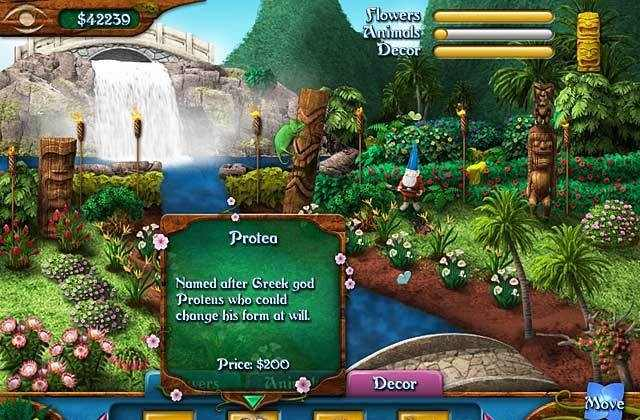 $42239
Flowers
Animals
Decor
Protea
Named after Greek god
Proteus who could
change his form at will.
Price: $200
Decor
Move